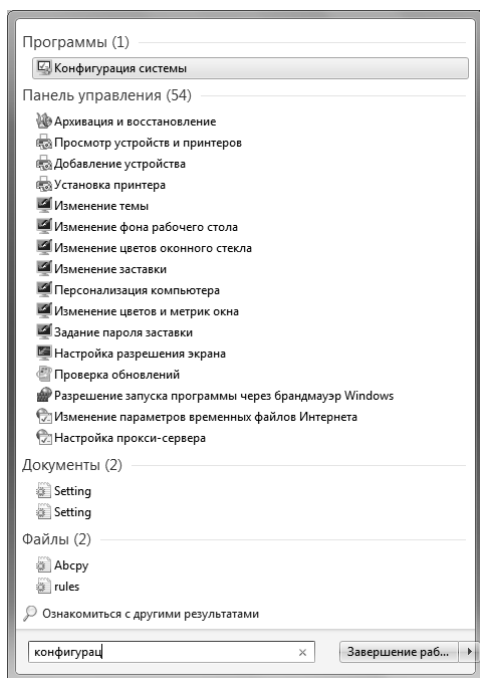 Программы (1)
Конфигурация системы
Панель управления (54)
Архивация и восстановление
Просмотр устройств и принтеров
Добавление устройства
Установка принтера
Изменение темы
Изменение фона рабочего стола
Изменение цветов оконного стекла
Изменение заставки
Персонализация компьютера
Изменение цветов и метрик окна
Задание пароля заставки
Настройка разрешения экрана
Проверка обновлений
Разрешение запуска программы через брандмауэр Windows
Изменение параметров временных файлов Интернета
Настройка прокси-сервера
Документы (2)
Setting
Setting
Файлы (2)
Abcpy
rules
Ознакомиться с другими результатами
конфигурац
Завершение раб...